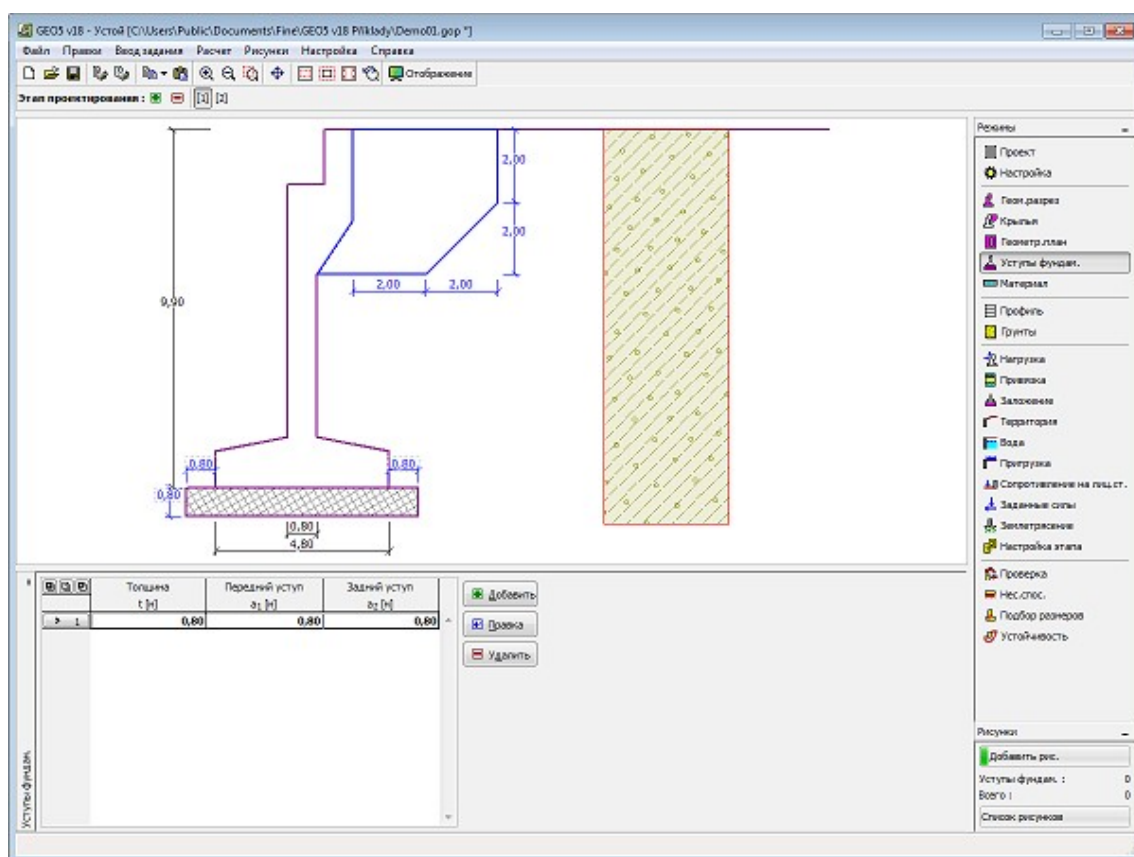 GEO5 v18 - Устой [C:\Users\Public\Documents\Fine\GEO5 v18 Příklady\Demo01.gop *]
Файл Правки Ввод задания Расчет Рисунки Настройка Справка
Отображение
Этап проектирования : [1] [2]
2,00
2,00
2,00 2,00
9,90
0,80 0,80
0,80
0,80
4,80
Режимы
Проект
Настройка
Геом.разрез
Крылья
Геометр.план
Уступы фундам.
Материал
Профиль
Грунты
Нагрузка
Привязка
Заложение
Территория
Вода
Пригрузка
Сопротивление на лиц.ст.
Заданные силы
Землетрясение
Настройка этапа
Проверка
Нес.спос.
Подбор размеров
Устойчивость
Толщина Передний уступ Задний уступ
t [м] a1 [м] a2 [м]
> 1 0,80 0,80 0,80
Добавить
Правка
Удалить
Уступы фундам.
Рисунки
Добавить рис.
Уступы фундам. : 0
Всего : 0
Список рисунков